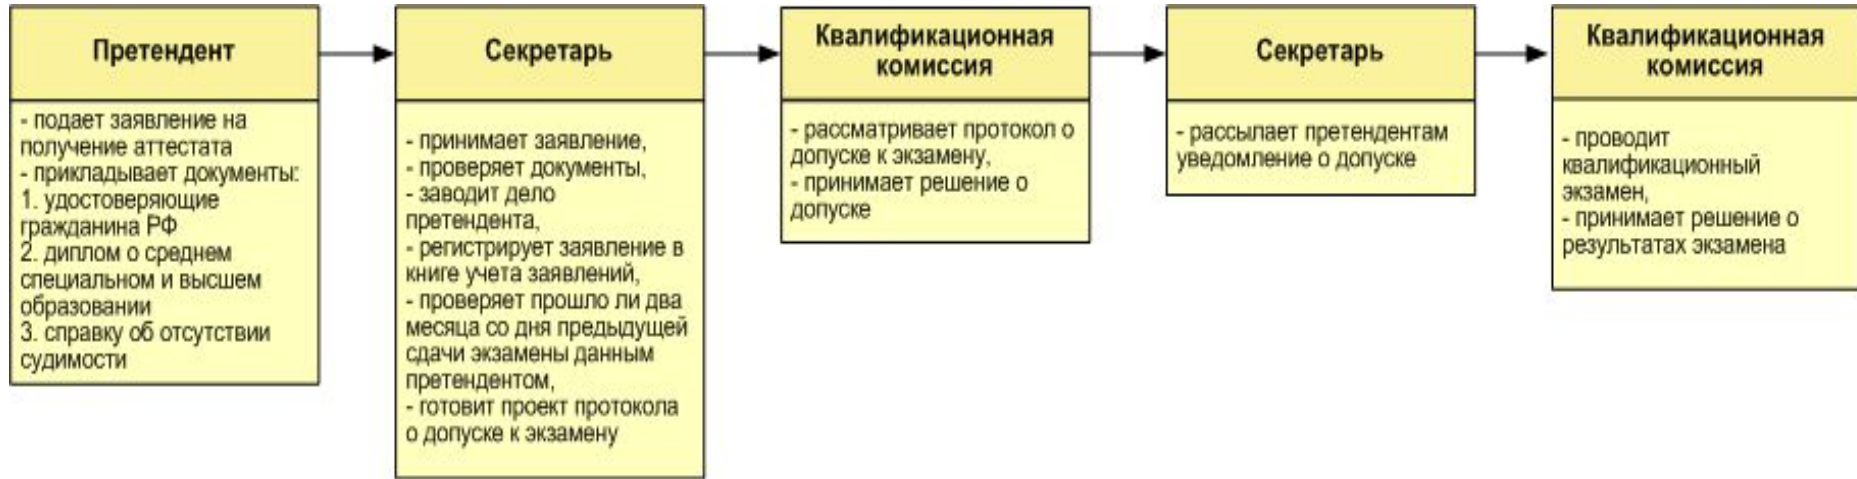 Претендент
- подает заявление на
получение аттестата
- прикладывает документы:
1. удостоверяющие
гражданина РФ
2. диплом о среднем
специальном и высшем
образовании
3. справку об отсутствии
судимости
Секретарь
- принимает заявление,
- проверяет документы,
- заводит дело
претендента,
- регистрирует заявление в
книге учета заявлений,
- проверяет прошло ли два
месяца со дня предыдущей
сдачи экзамены данным
претендентом,
- готовит проект протокола
о допуске к экзамену
Квалификационная
комиссия
- рассматривает протокол о
допуске к экзамену,
- принимает решение о
допуске
Секретарь
- рассылает претендентам
уведомление о допуске
Квалификационная
комиссия
- проводит
квалификационный
экзамен,
- принимает решение о
результатах экзамена